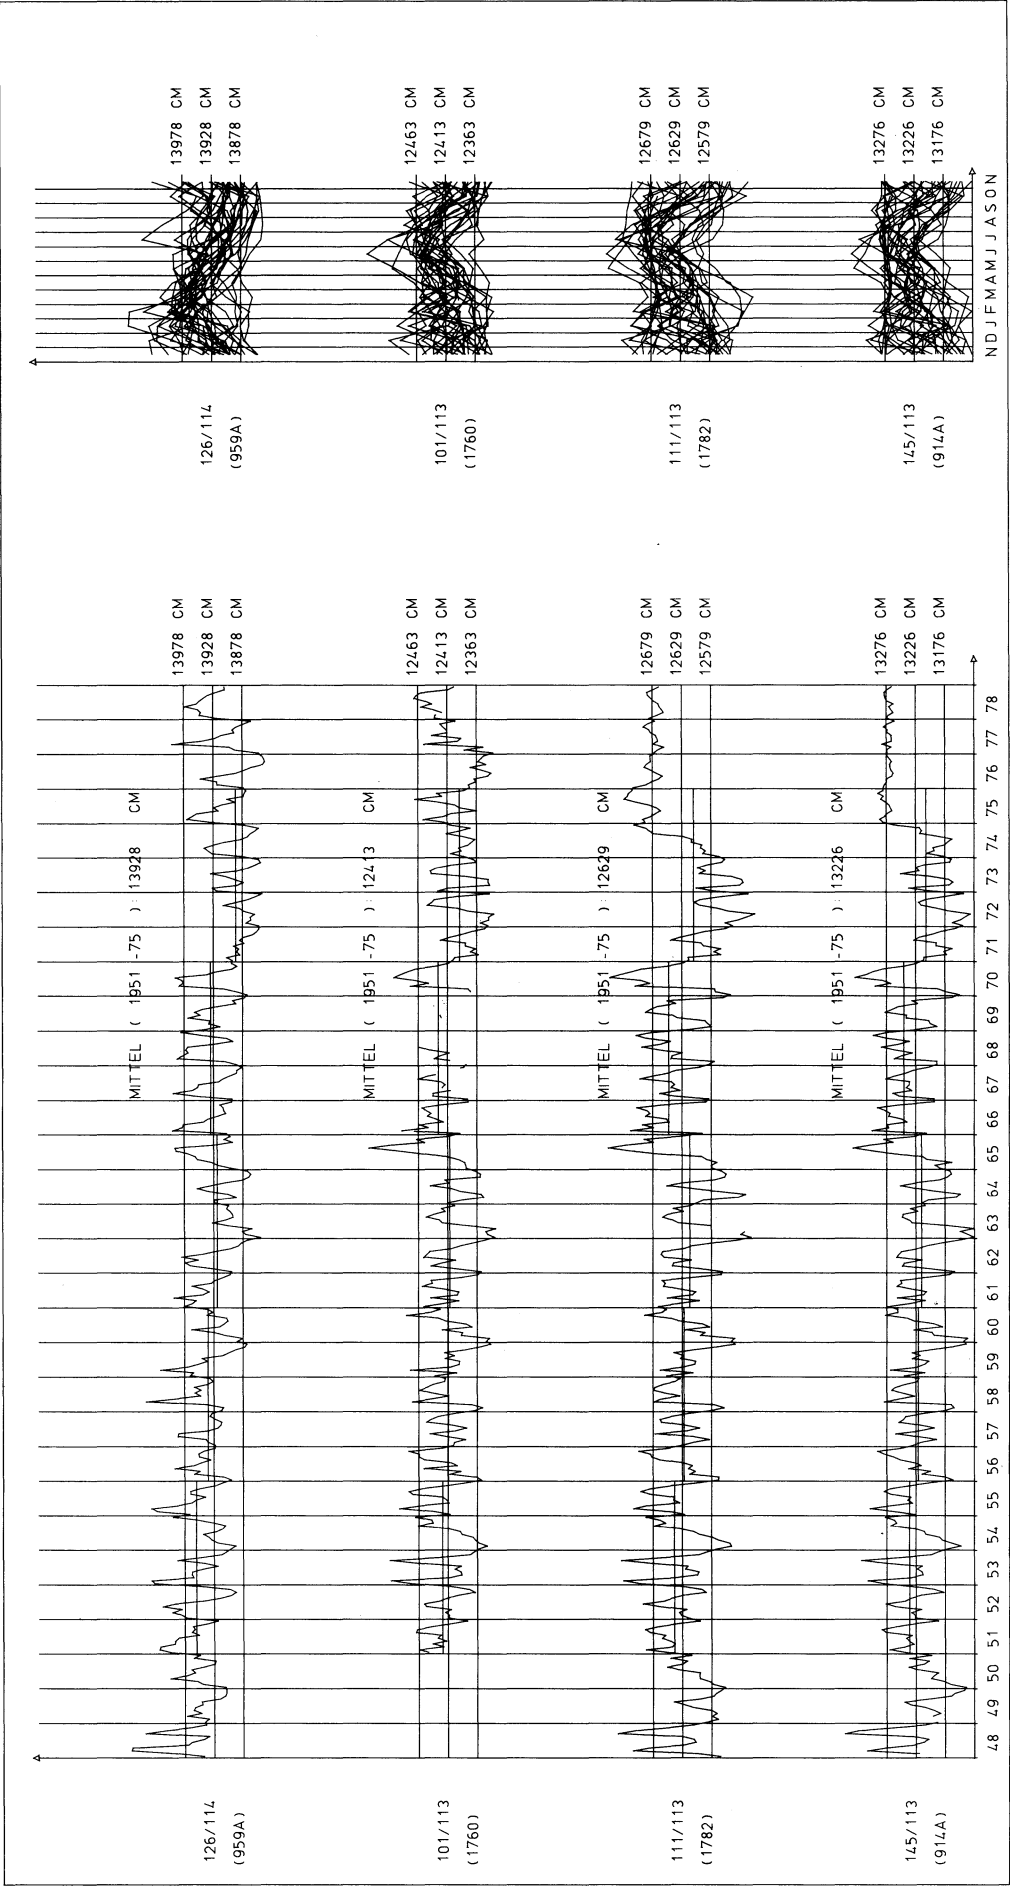 126/114
(959A)
MITTEL ( 1951 -75 ): 13928 CM
13978 CM
13928 CM
13878 CM
101/113
(1760)
MITTEL ( 1951 -75 ): 12413 CM
12463 CM
12413 CM
12363 CM
111/113
(1782)
MITTEL ( 1951 -75 ): 12629 CM
12679 CM
12629 CM
12579 CM
145/113
(914A)
MITTEL ( 1951 -75 ): 13226 CM
13276 CM
13226 CM
13176 CM
48 49 50 51 52 53 54 55 56 57 58 59 60 61 62 63 64 65 66 67 68 69 70 71 72 73 74 75 76 77 78
126/114
(959A)
13978 CM
13928 CM
13878 CM
101/113
(1760)
12463 CM
12413 CM
12363 CM
111/113
(1782)
12679 CM
12629 CM
12579 CM
145/113
(914A)
13276 CM
13226 CM
13176 CM
N D J F M A M J J A S O N